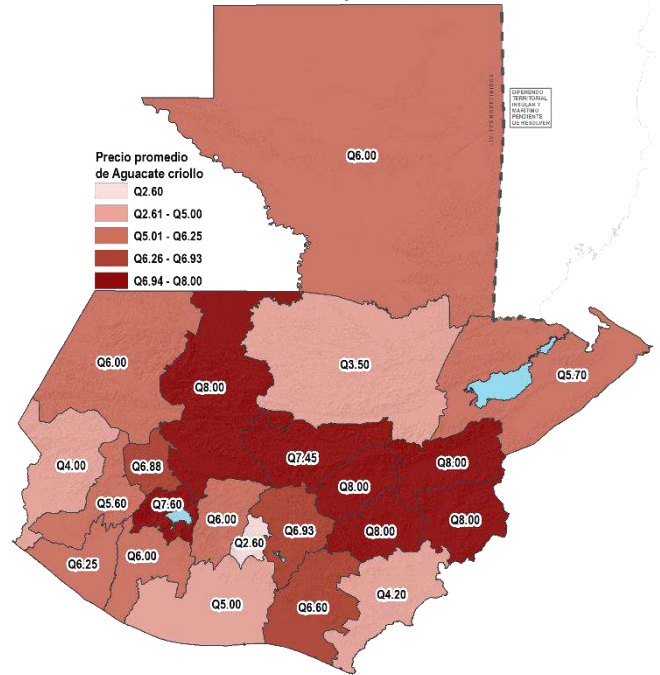 DIFERENDO
TERRITORIAL
INSULAR Y
MARÍTIMO
PENDIENTE
DE RESOLVER
Q6.00
Precio promedio
de Aguacate criollo
Q2.60
Q2.61 - Q5.00
Q5.01 - Q6.25
Q6.26 - Q6.93
Q6.94 - Q8.00
Q6.00
Q8.00
Q3.50
Q5.70
Q4.00
Q6.88
Q7.45
Q8.00
Q8.00
Q5.60
Q7.60
Q6.00
Q2.60
Q6.93
Q8.00
Q8.00
Q6.25
Q6.00
Q5.00
Q6.60
Q4.20